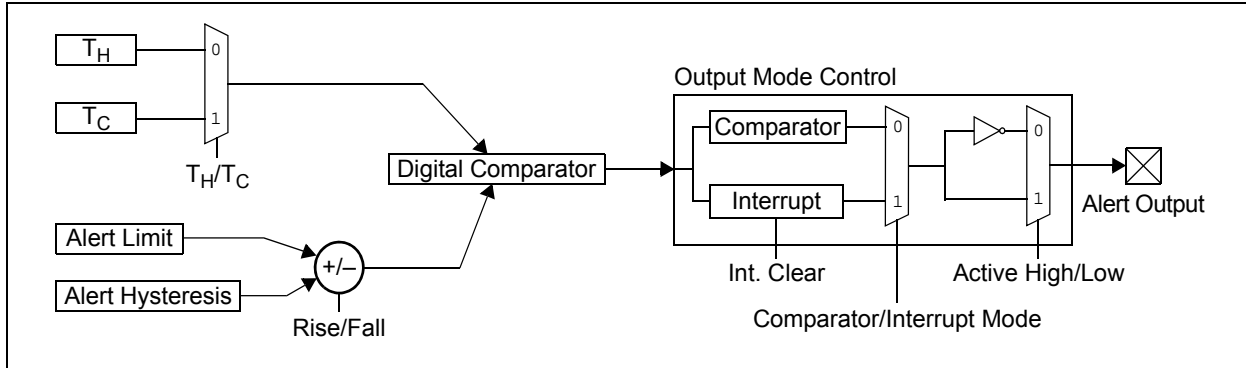 T_H
0
T_C
1
T_H/T_C
Alert Limit
Alert Hysteresis
+/–
Rise/Fall
Digital Comparator
Output Mode Control
Comparator
Interrupt
0
1
0
1
Int. Clear
Active High/Low
Comparator/Interrupt Mode
Alert Output